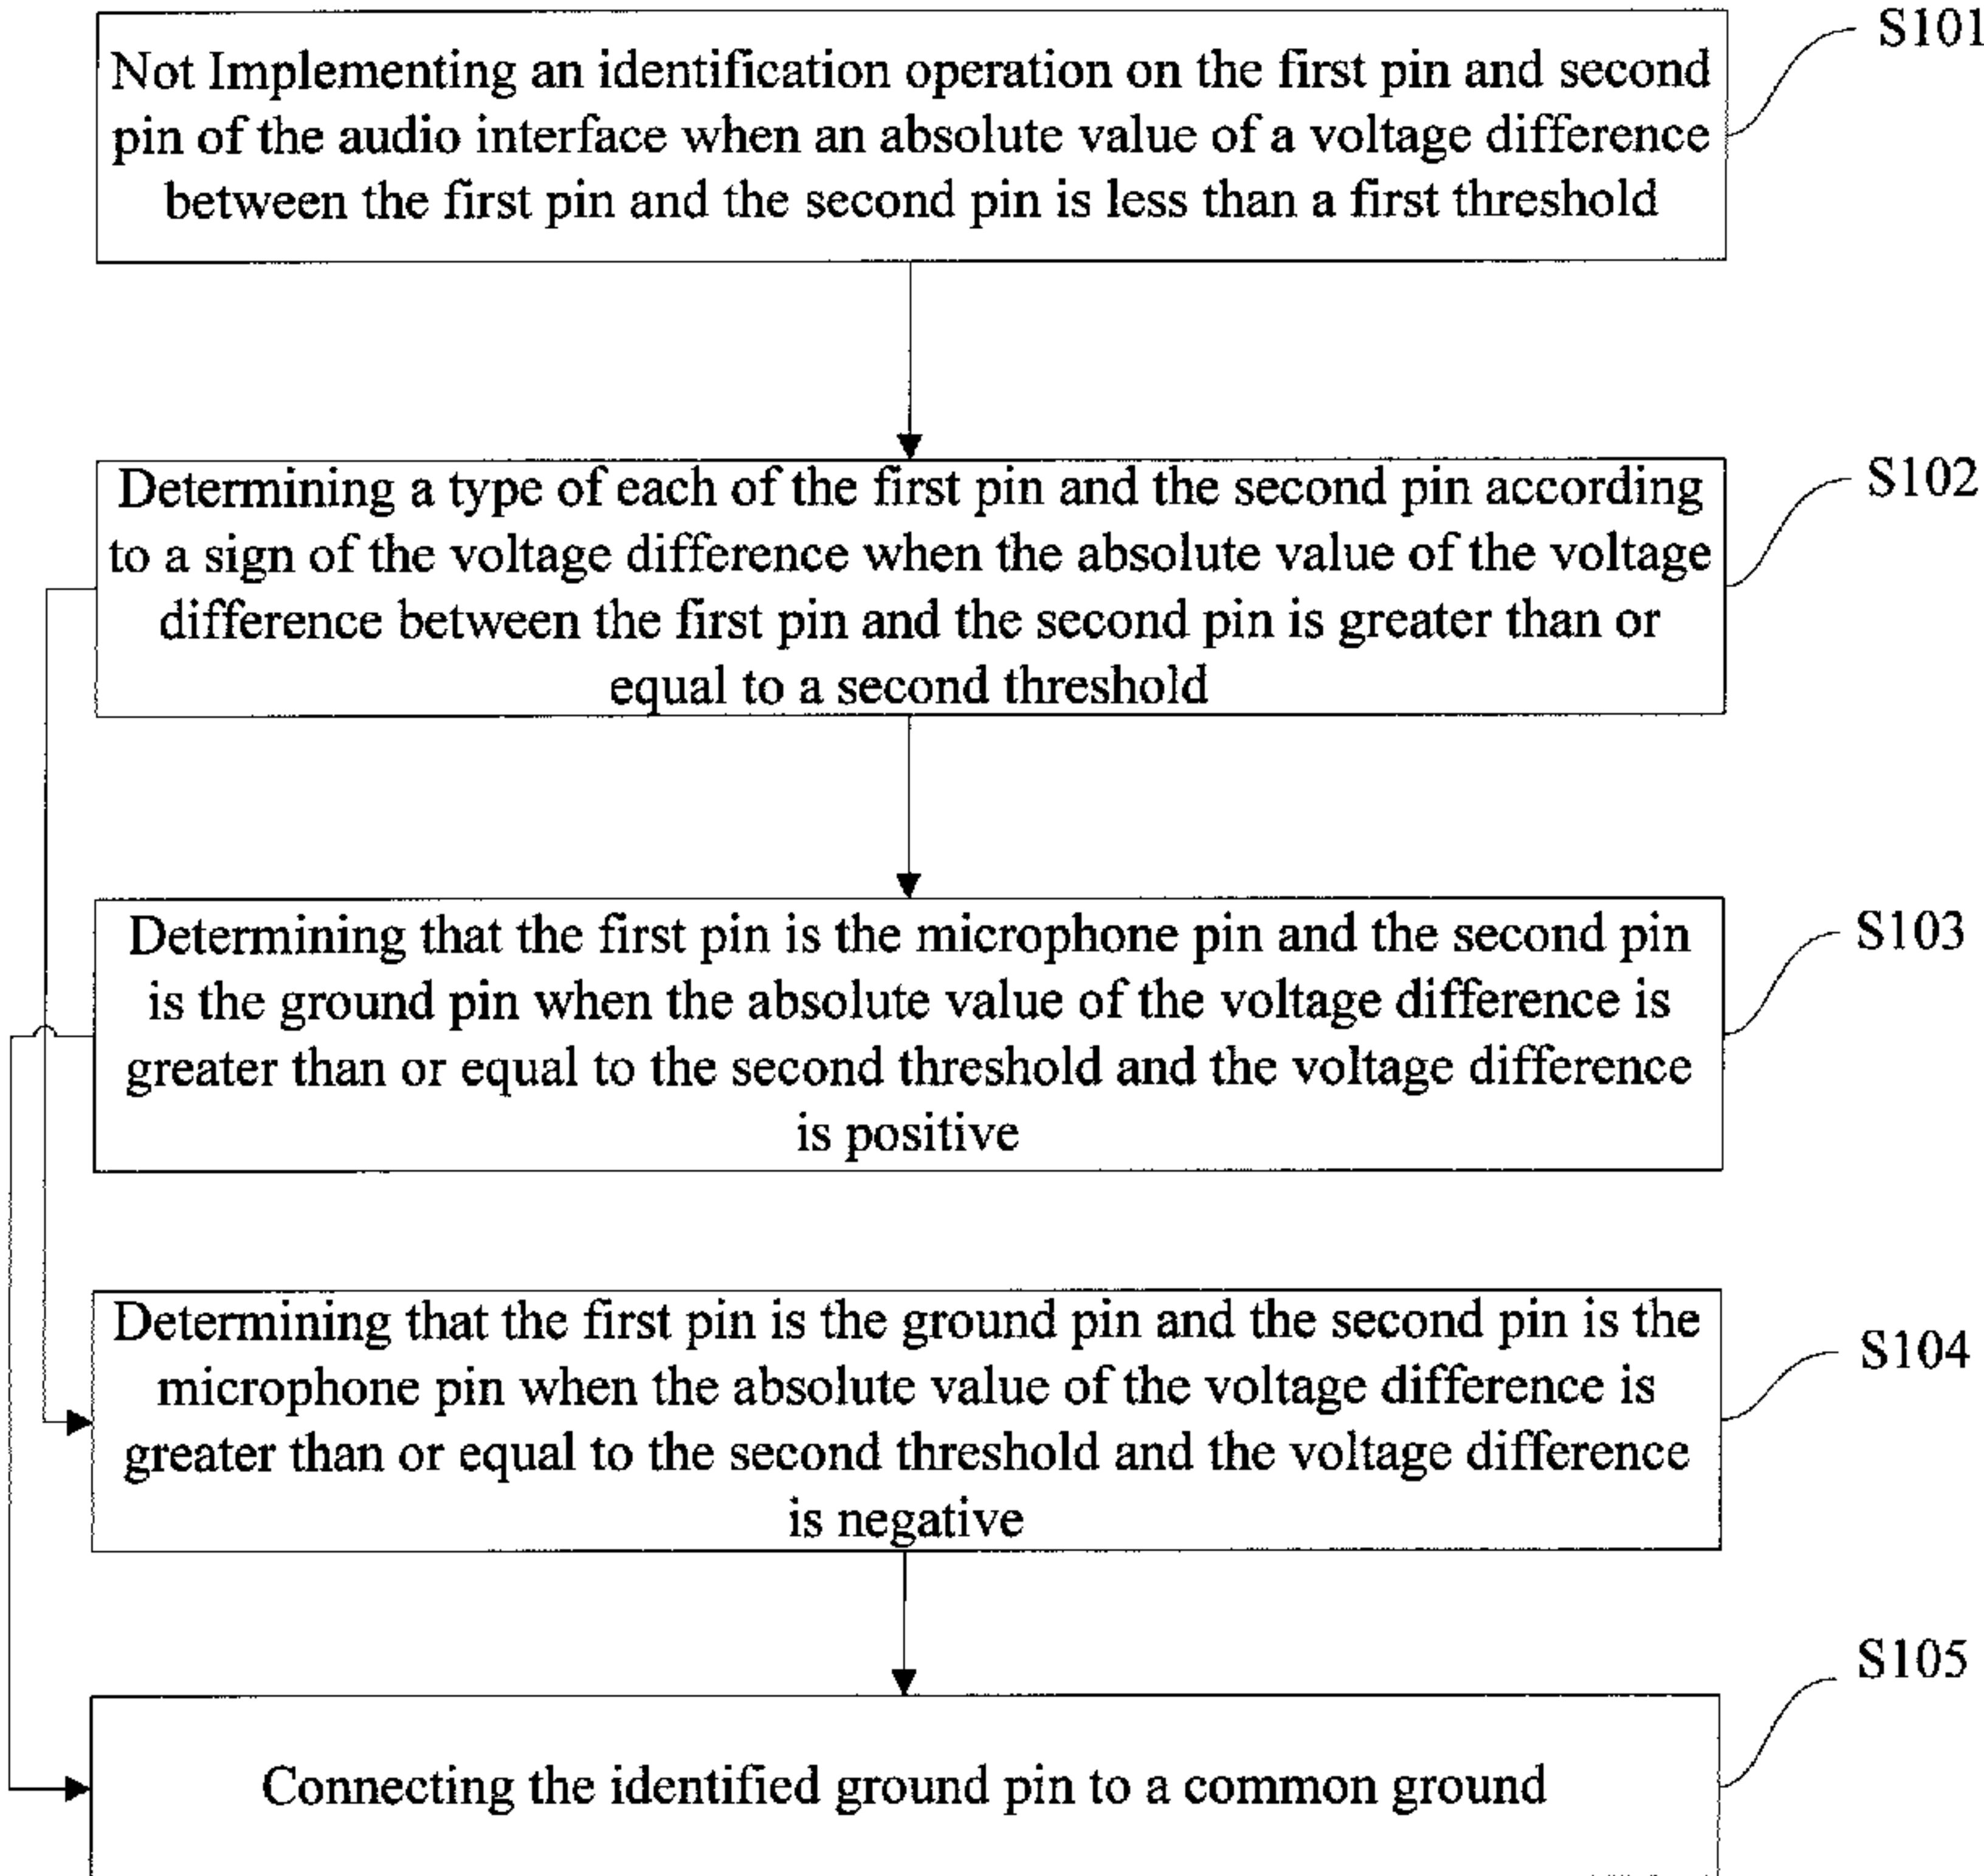 Not Implementing an identification operation on the first pin and second
pin of the audio interface when an absolute value of a voltage difference
between the first pin and the second pin is less than a first threshold
S101
Determining a type of each of the first pin and the second pin according
to a sign of the voltage difference when the absolute value of the voltage
difference between the first pin and the second pin is greater than or
equal to a second threshold
S102
Determining that the first pin is the microphone pin and the second pin
is the ground pin when the absolute value of the voltage difference is
greater than or equal to the second threshold and the voltage difference
is positive
S103
Determining that the first pin is the ground pin and the second pin is the
microphone pin when the absolute value of the voltage difference is
greater than or equal to the second threshold and the voltage difference
is negative
S104
Connecting the identified ground pin to a common ground
S105